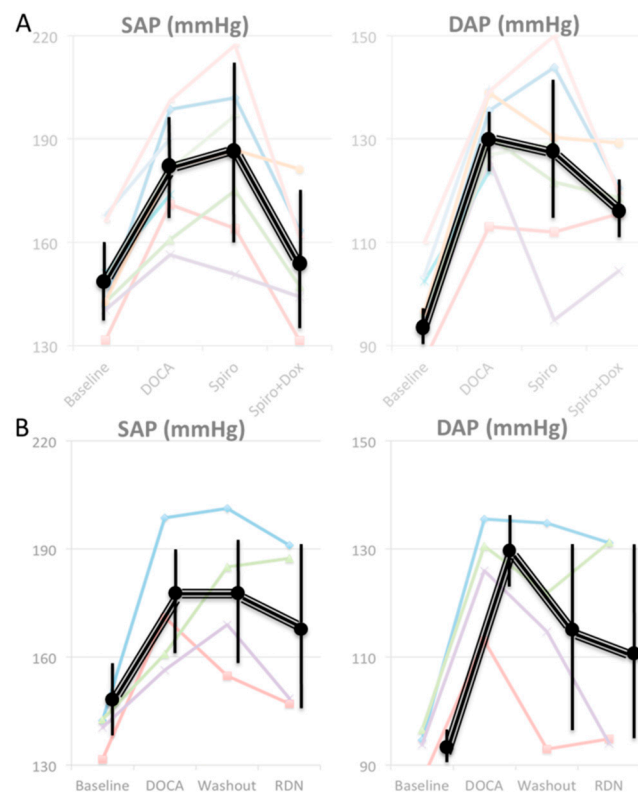 A
SAP (mmHg)
DAP (mmHg)
220
190
160
130
Baseline
DOCA
Spiro
Spiro+Dox
150
130
110
90
Baseline
DOCA
Spiro
Spiro+Dox
B
SAP (mmHg)
DAP (mmHg)
220
190
160
130
Baseline DOCA Washout RDN
150
130
110
90
Baseline DOCA Washout RDN